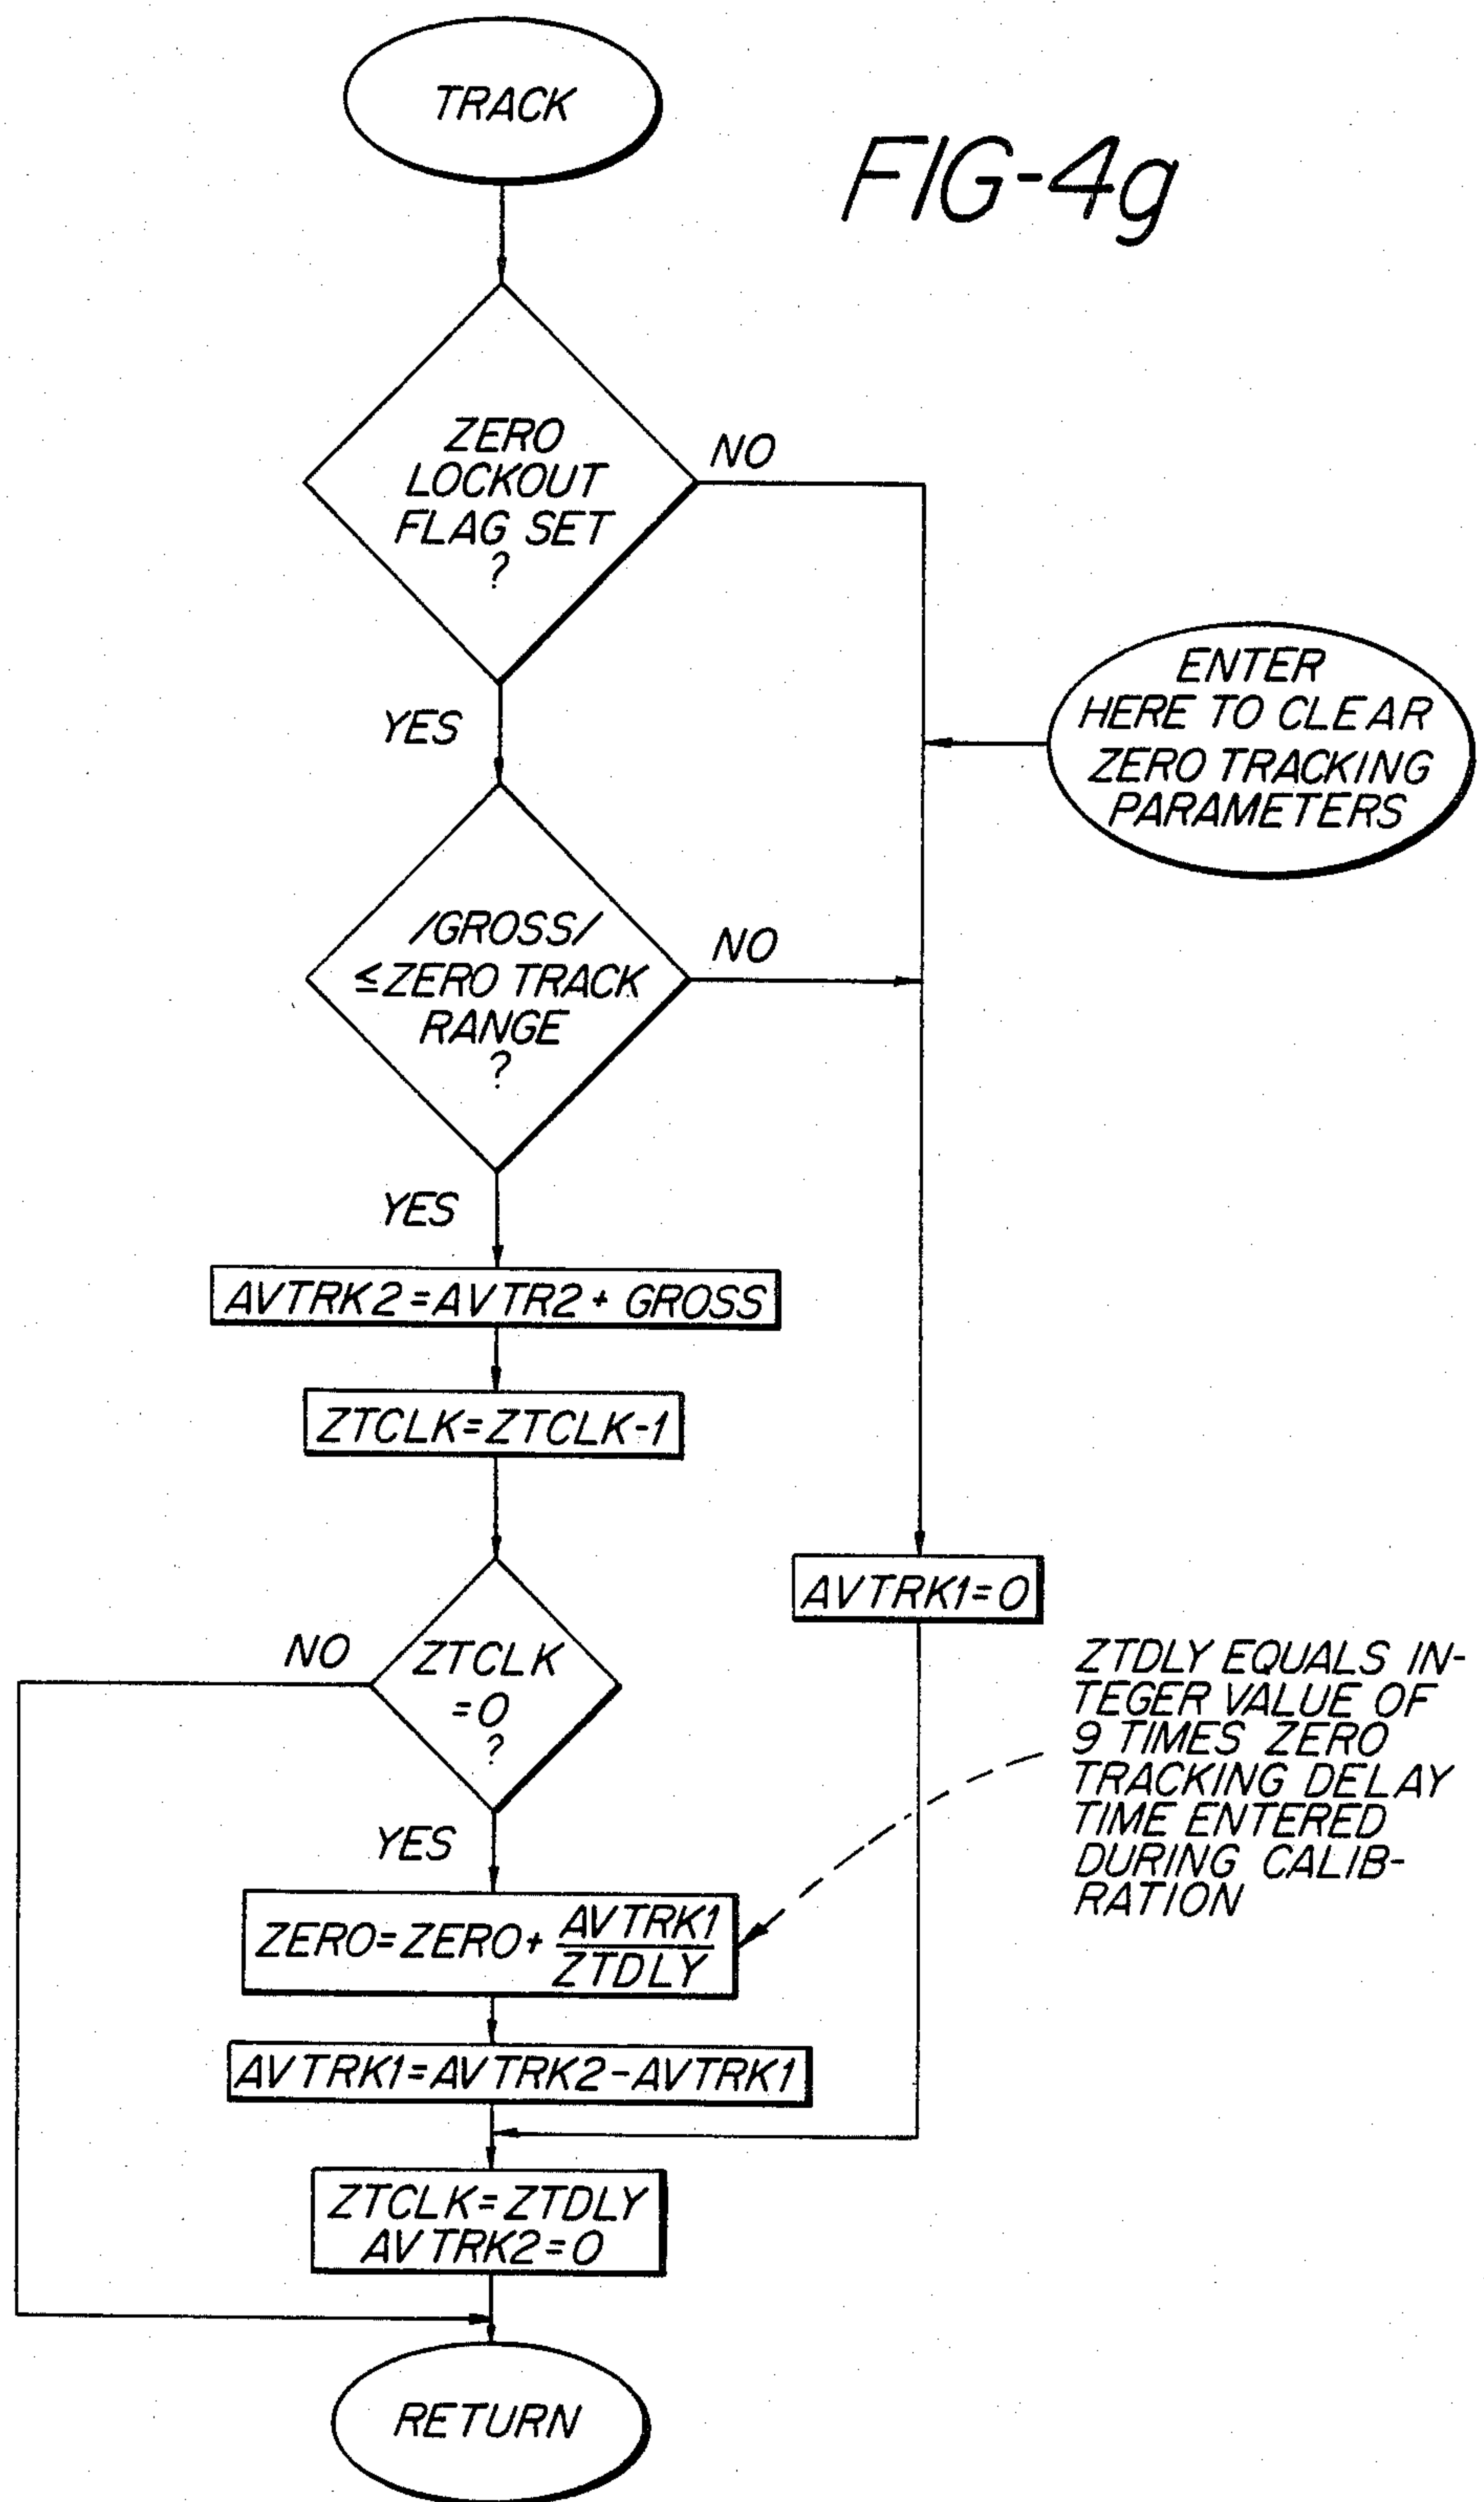 TRACK
FIG-4g
ZERO
LOCKOUT
FLAG SET
?
NO
YES
ENTER
HERE TO CLEAR
ZERO TRACKING
PARAMETERS
/GROSS/
≤ZERO TRACK
RANGE
?
NO
YES
AVTRK2=AVTR2+ GROSS
ZTCLK=ZTCLK-1
AVTRK1=0
ZTCLK
=0
?
NO
YES
ZTDLY EQUALS IN-
TEGER VALUE OF
9 TIMES ZERO
TRACKING DELAY
TIME ENTERED
DURING CALIB-
RATION
ZERO=ZERO+ AVTRK1
ZTDLY
AVTRK1=AVTRK2-AVTRK1
ZTCLK=ZTDLY
AVTRK2=0
RETURN